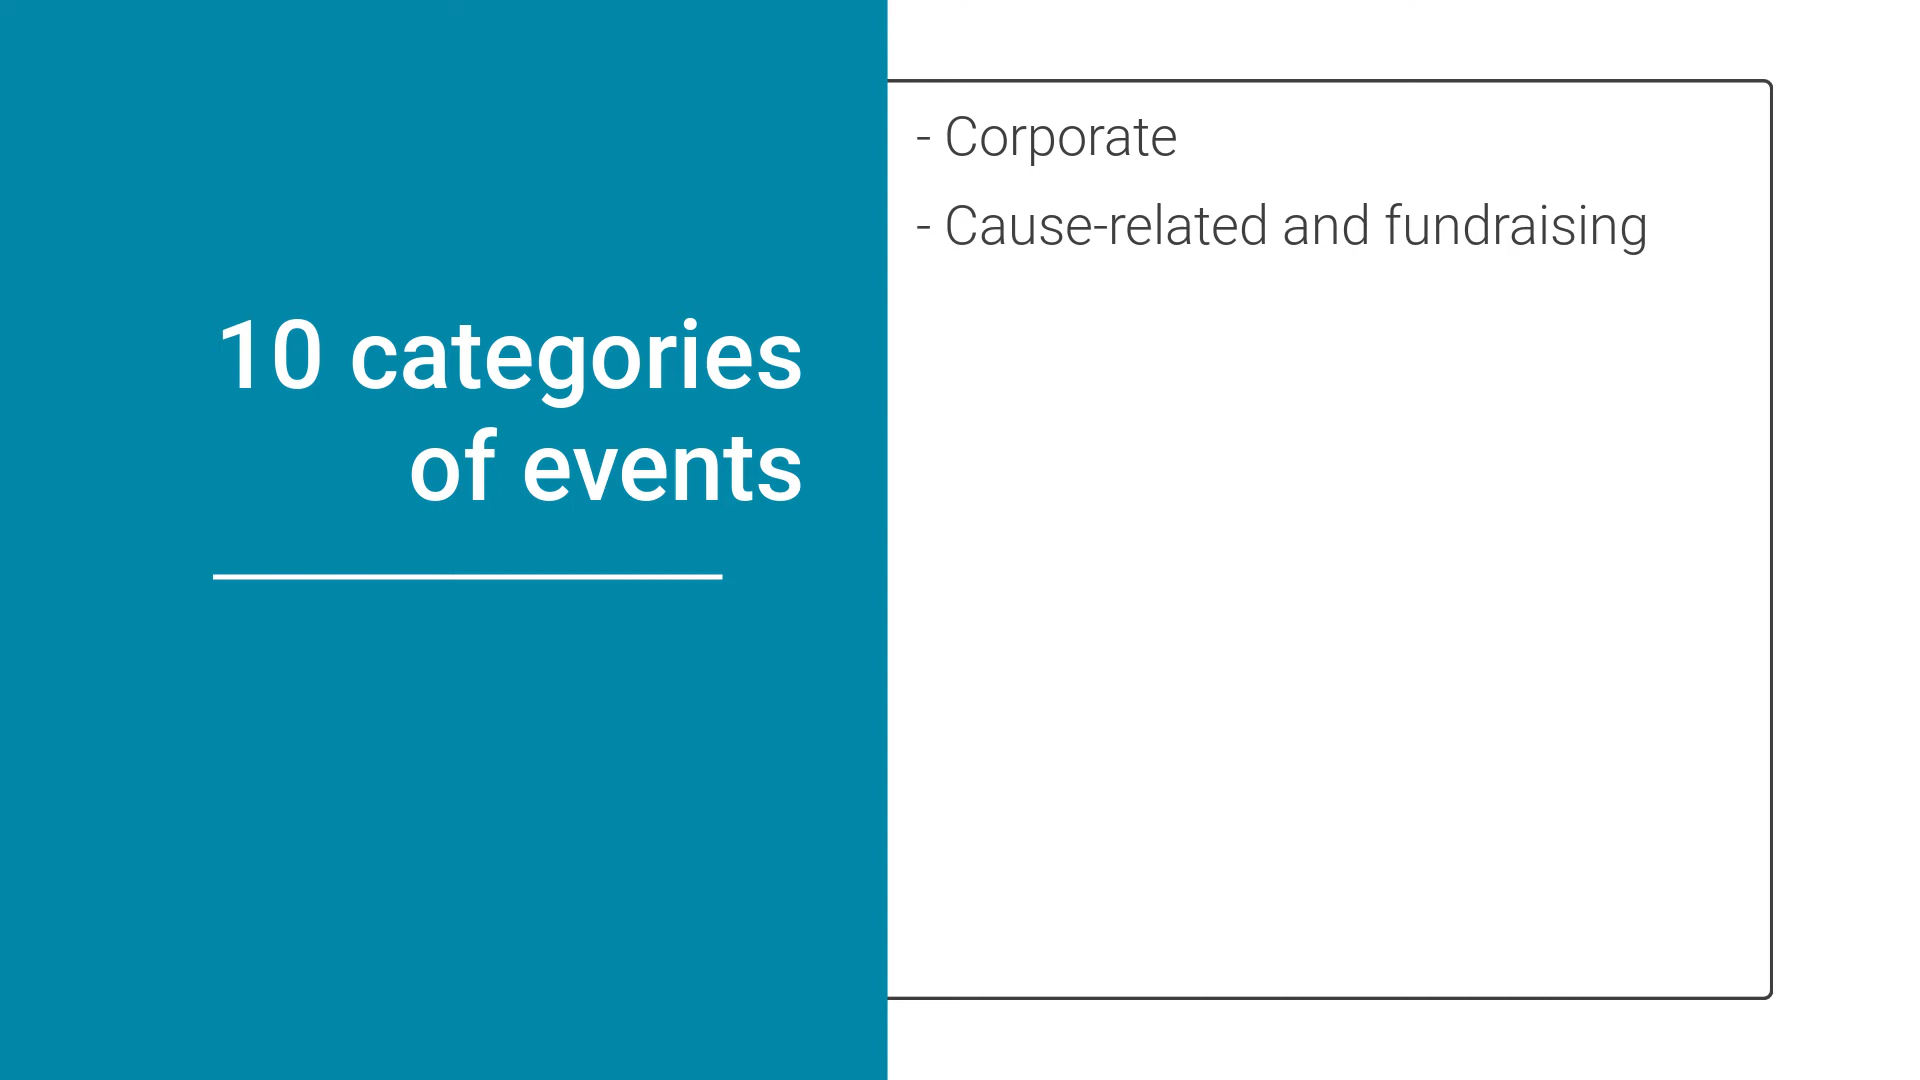 10 categories
of events
- Corporate
- Cause-related and fundraising